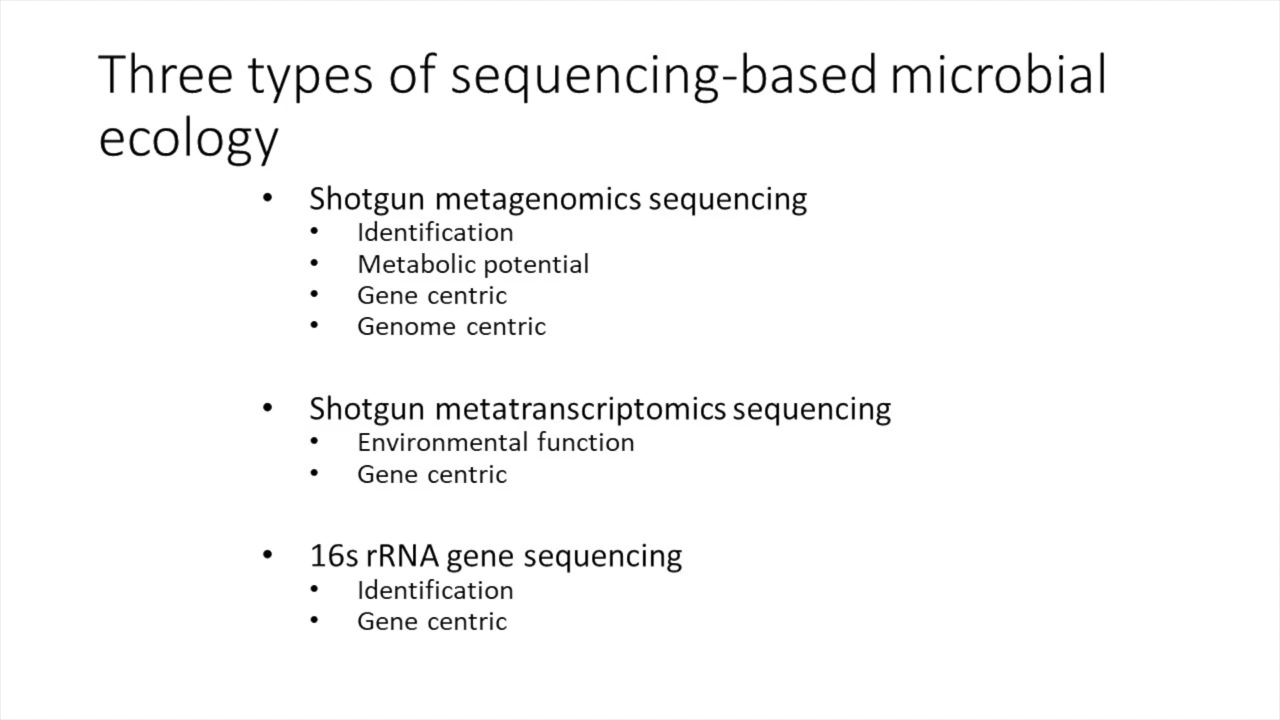 Three types of sequencing-based microbial
ecology
• Shotgun metagenomics sequencing
• Identification
• Metabolic potential
• Gene centric
• Genome centric
• Shotgun metatranscriptomics sequencing
• Environmental function
• Gene centric
• 16s rRNA gene sequencing
• Identification
• Gene centric